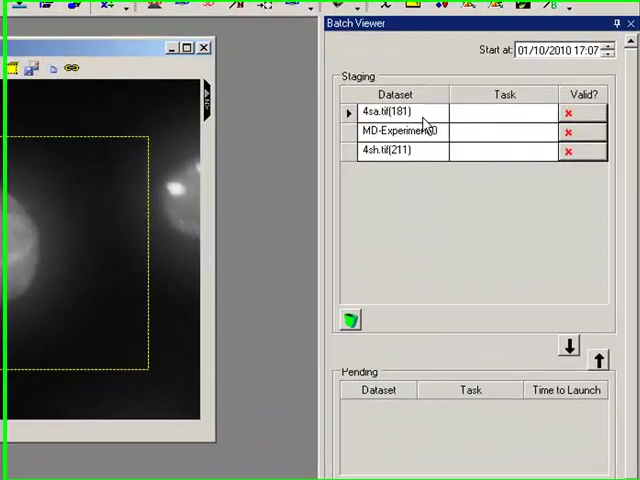 Batch Viewer
Start at: 01/10/2010 17:07
Staging
Dataset Task Valid?
4sa.tif(181)
MD-Experiment0
4sh.tif(211)
Pending
Dataset Task Time to Launch